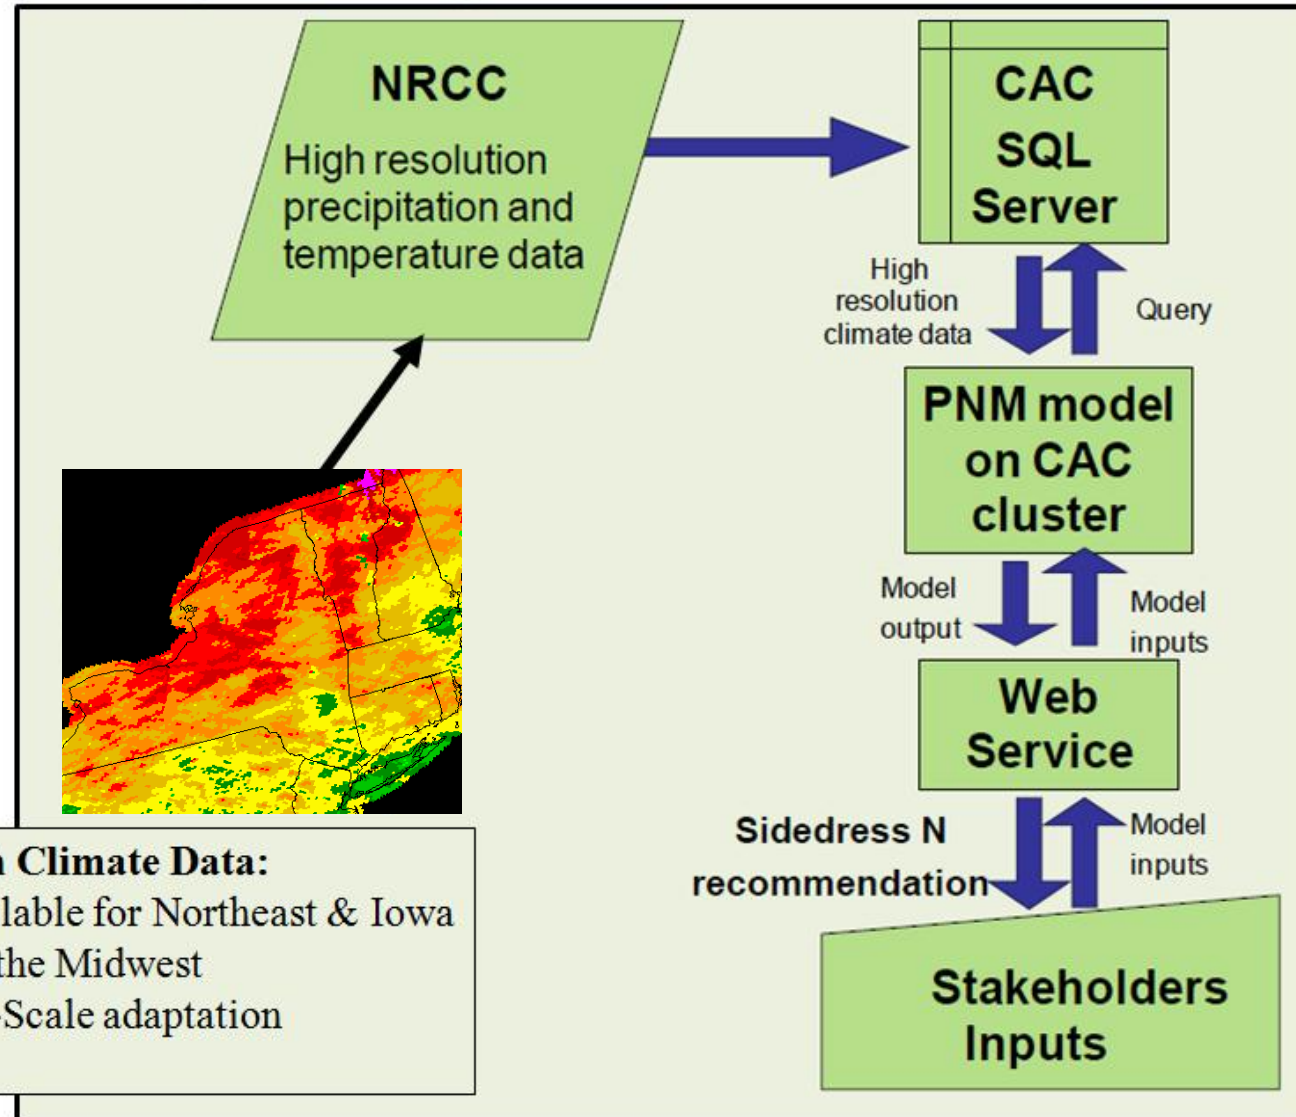 NRCC
High resolution
precipitation and
temperature data
CAC
SQL
Server
High
resolution
climate data
Query
PNM model
on CAC
cluster
Model
output
Model
inputs
Web
Service
Sidedress N
recommendation
Model
inputs
Stakeholders
Inputs
Climate Data:
for Northeast & Iowa
the Midwest
-Scale adaptation